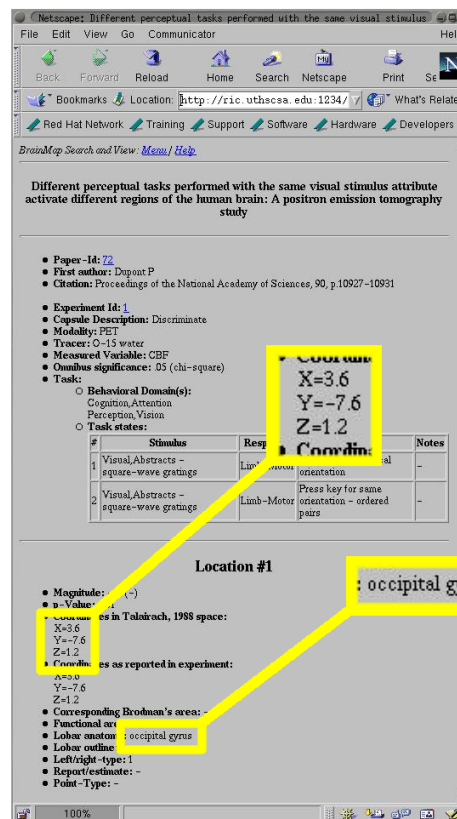 Netscape: Different perceptual tasks performed with the same visual stimulus
File Edit View Go Communicator Hel
Back Forward Reload Home Search Netscape Print Se
Bookmarks Location: http://ric.uthscsa.edu:1234/ What's Relate
Red Hat Network Training Support Software Hardware Developers
BrainMap Search and View: Menu / Help
Different perceptual tasks performed with the same visual stimulus attribute
activate different regions of the human brain: A positron emission tomography
study
Paper-Id: 72
First author: Dupont P
Citation: Proceedings of the National Academy of Sciences, 90, p.10927-10931
Experiment Id: 1
Capsule Description: Discriminate
Modality: PET
Tracer: O-15 water
Measured Variable: CBF
Omnibus significance: .05 (chi-square)
Task:
Behavioral Domain(s):
Cognition,Attention
Perception,Vision
Task states:
# Stimulus Resp Notes
1 Visual,Abstracts - square-wave gratings Limb-Motor orientation -
2 Visual,Abstracts - square-wave gratings Limb-Motor Press key for same orientation - ordered pairs -
X=3.6
Y=-7.6
Z=1.2
Location #1
Magnitude: (-)
p-Value:
: occipital g
Coordinates in Talairach, 1988 space:
X=3.6
Y=-7.6
Z=1.2
Coordinates as reported in experiment:
X=3.6
Y=-7.6
Z=1.2
Corresponding Brodman's area: -
Functional are
Lobar anatom : occipital gyrus
Lobar outline
Left/right-type: 1
Report/estimate: -
Point-Type: -
100%